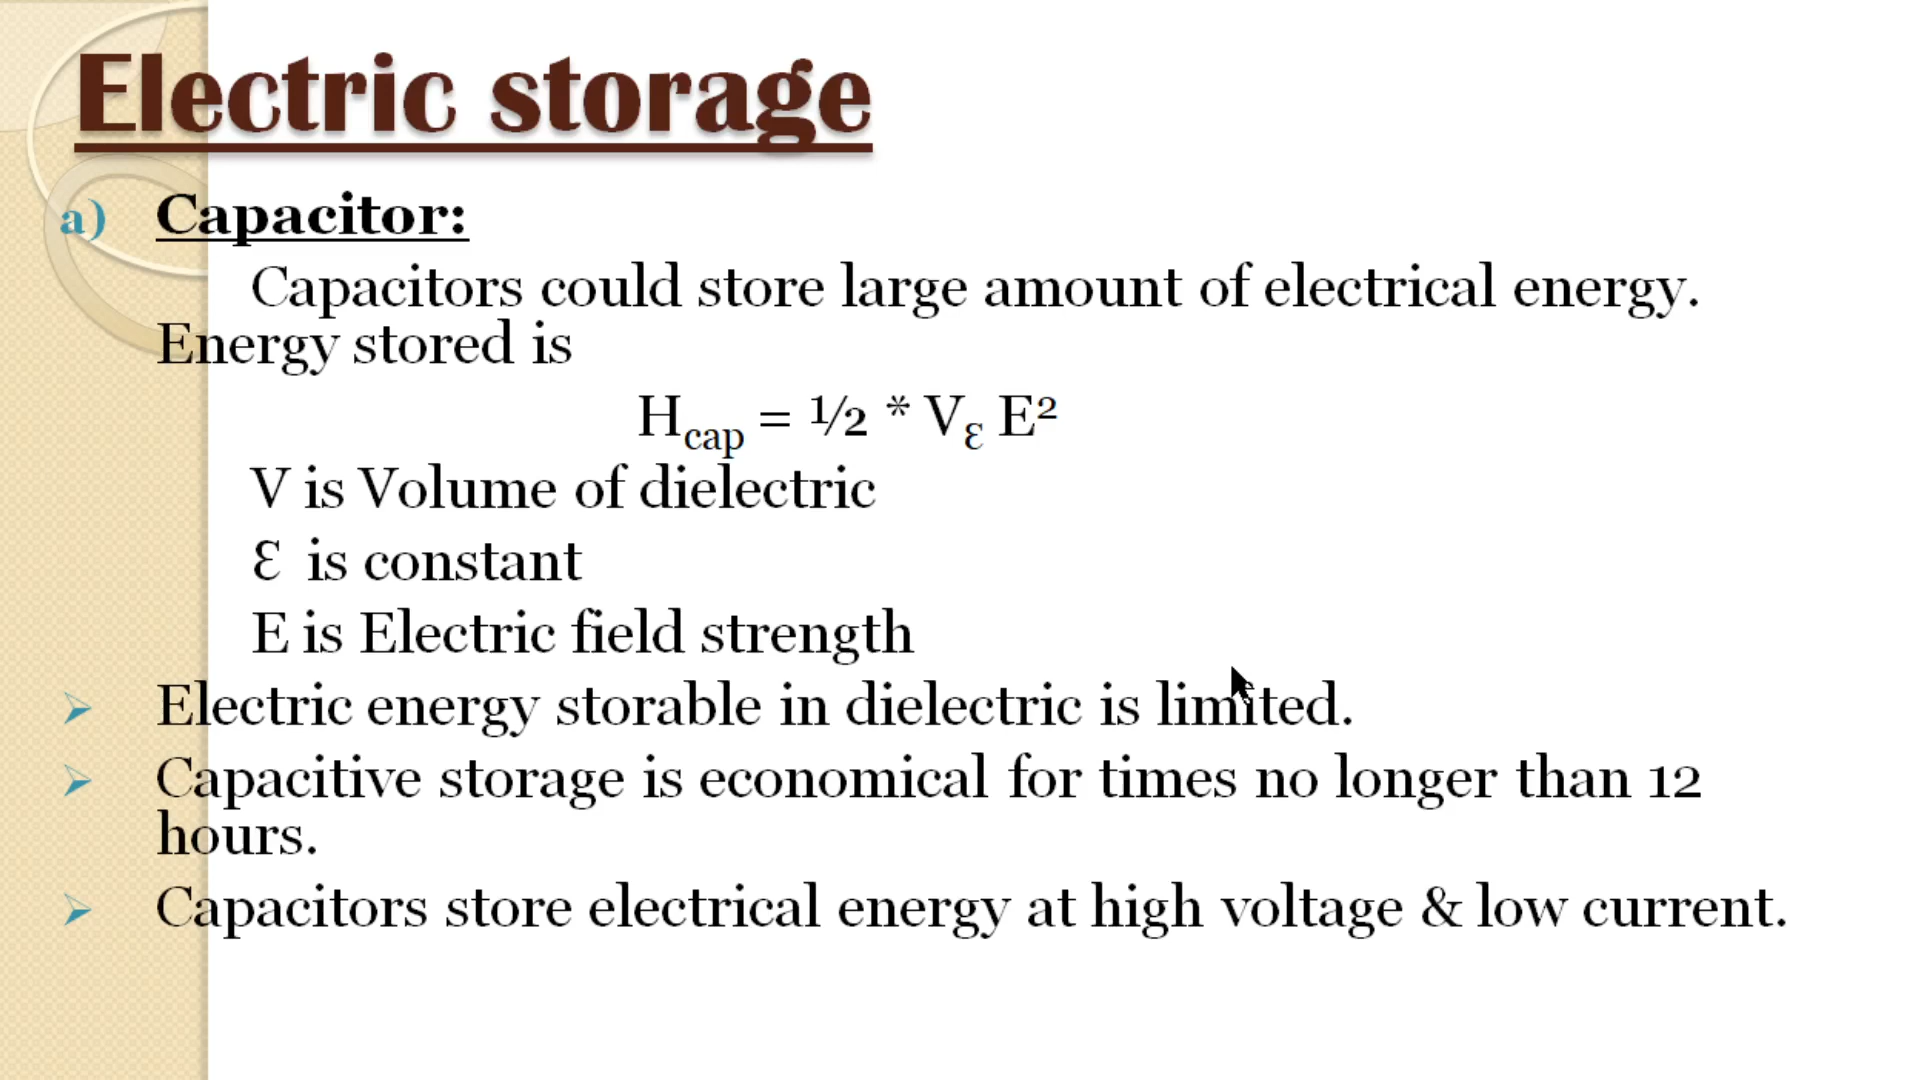 Electric storage
a) Capacitor:
Capacitors could store large amount of electrical energy.
Energy stored is
H_cap = ½ * V_ε E²
V is Volume of dielectric
Ɛ is constant
E is Electric field strength
➢ Electric energy storable in dielectric is limited.
➢ Capacitive storage is economical for times no longer than 12
hours.
➢ Capacitors store electrical energy at high voltage & low current.